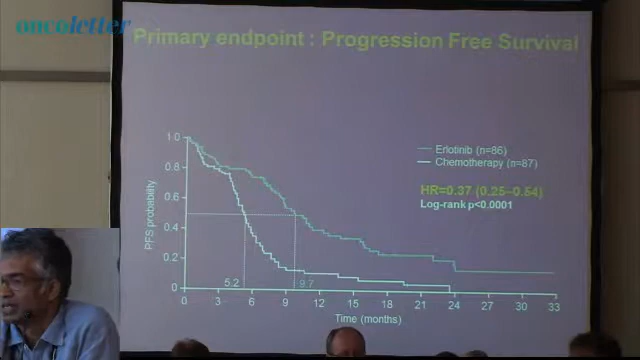 oncoletter
Primary endpoint : Progression Free Survival
Erlotinib (n=86)
Chemotherapy (n=87)
HR=0.37 (0.25–0.54)
Log-rank p<0.0001
PFS probability
1.0
0.8
0.6
0.4
0.2
0
5.2
9.7
0 3 6 9 12 15 18 21 24 27 30 33
Time (months)